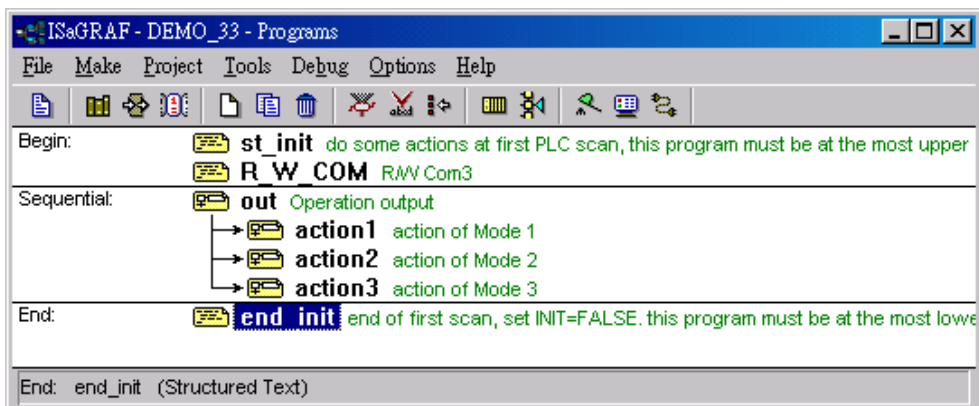 ISaGRAF - DEMO_33 - Programs
File Make Project Tools Debug Options Help
Begin: st_init do some actions at first PLC scan, this program must be at the most upper
R_W_COM R/W Com3
Sequential: out Operation output
action1 action of Mode 1
action2 action of Mode 2
action3 action of Mode 3
End: end_init end of first scan, set INIT=FALSE. this program must be at the most lowe
End: end_init (Structured Text)